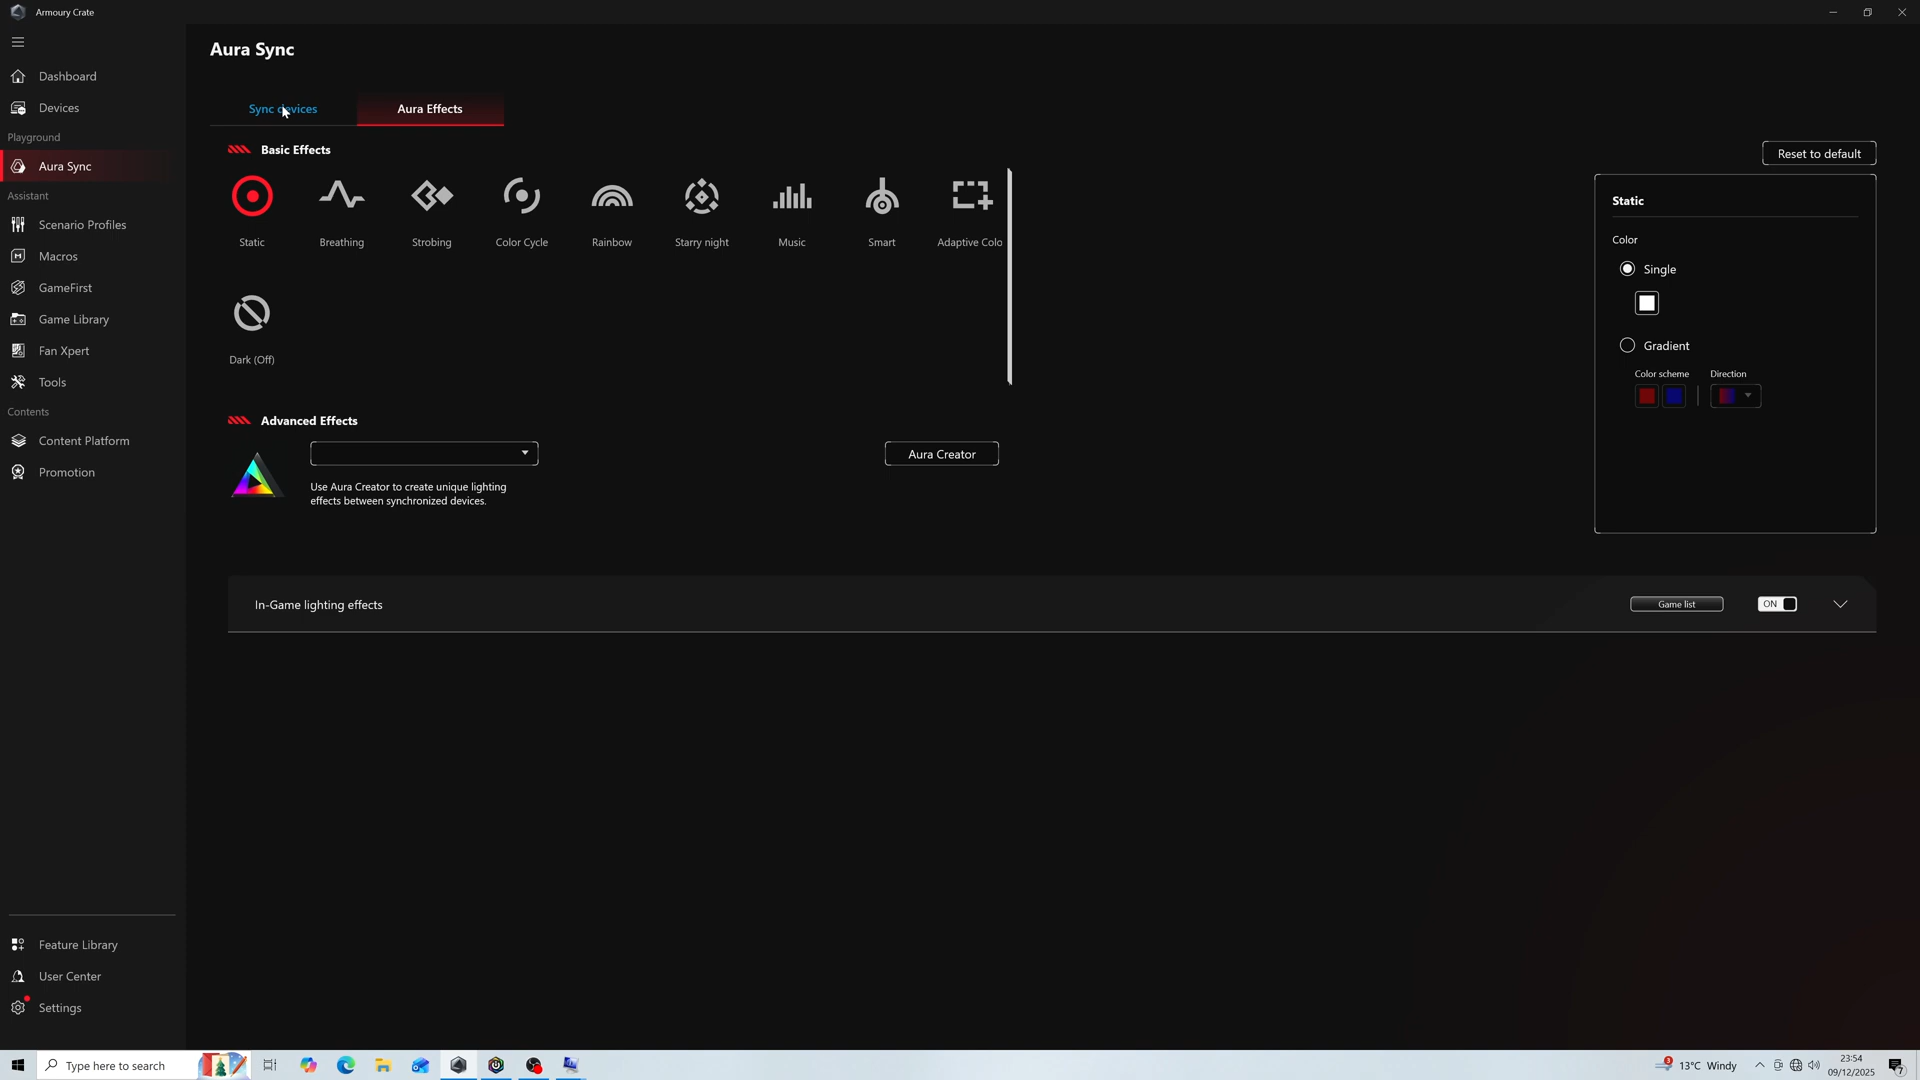 Armoury Crate
Aura Sync
Dashboard
Devices
Playground
Aura Sync
Assistant
Scenario Profiles
Macros
GameFirst
Game Library
Fan Xpert
Tools
Contents
Content Platform
Promotion
Feature Library
User Center
Settings
Sync devices
Aura Effects
Basic Effects
Static
Breathing
Strobing
Color Cycle
Rainbow
Starry night
Music
Smart
Adaptive Colo
Dark (Off)
Advanced Effects
Aura Creator
Use Aura Creator to create unique lighting
effects between synchronized devices.
Reset to default
Static
Color
Single
Gradient
Color scheme
Direction
In-Game lighting effects
Game list
ON
Type here to search
3
13°C Windy
23:54
09/12/2025
7